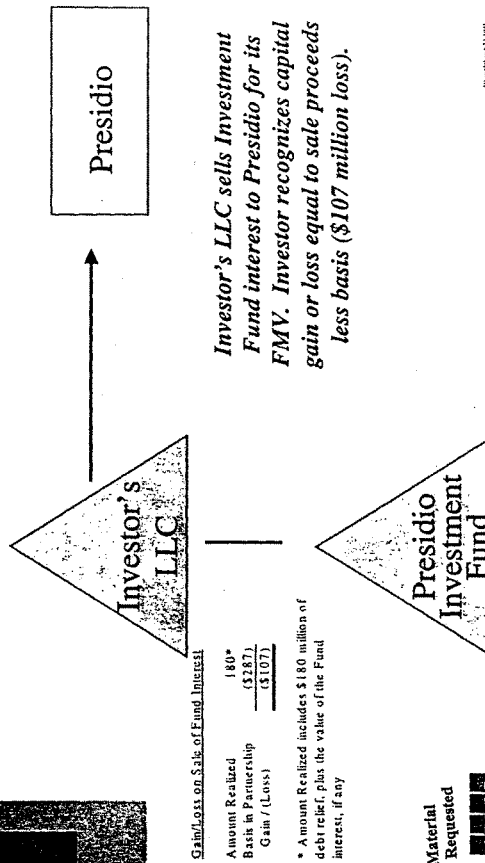 Presidio
Investor's
LLC
Investor's LLC sells Investment
Fund interest to Presidio for its
FMV. Investor recognizes capital
gain or loss equal to sale proceeds
less basis ($107 million loss).
Gain/Loss on Sale of Fund Interest
Amount Realized 180*
Basis in Partnership ($287)
Gain / (Loss) ($107)
* Amount Realized includes $180 million of
debt relief, plus the value of the Fund
interest, if any
Presidio
Investment
Fund
Material
Requested